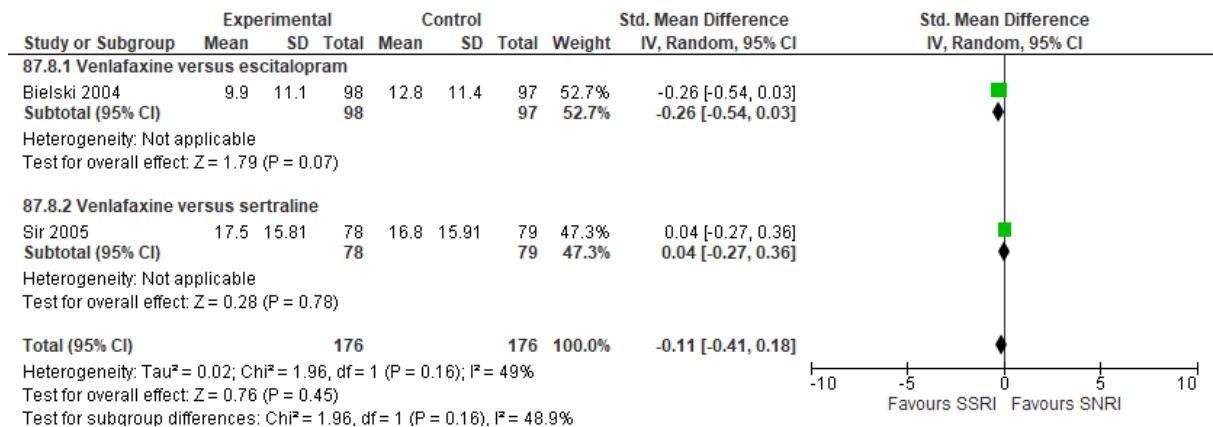 Experimental Control Std. Mean Difference Std. Mean Difference
Study or Subgroup Mean SD Total Mean SD Total Weight IV, Random, 95% CI IV, Random, 95% CI
87.8.1 Venlafaxine versus escitalopram
Bielski 2004 9.9 11.1 98 12.8 11.4 97 52.7% -0.26 [-0.54, 0.03]
Subtotal (95% CI) 98 97 52.7% -0.26 [-0.54, 0.03]
Heterogeneity: Not applicable
Test for overall effect: Z = 1.79 (P = 0.07)
87.8.2 Venlafaxine versus sertraline
Sir 2005 17.5 15.81 78 16.8 15.91 79 47.3% 0.04 [-0.27, 0.36]
Subtotal (95% CI) 78 79 47.3% 0.04 [-0.27, 0.36]
Heterogeneity: Not applicable
Test for overall effect: Z = 0.28 (P = 0.78)
Total (95% CI) 176 176 100.0% -0.11 [-0.41, 0.18]
Heterogeneity: Tau² = 0.02; Chi² = 1.96, df = 1 (P = 0.16); I² = 49%
Test for overall effect: Z = 0.76 (P = 0.45)
Test for subgroup differences: Chi² = 1.96, df = 1 (P = 0.16), I² = 48.9%
-10 -5 0 5 10
Favours SSRI Favours SNRI